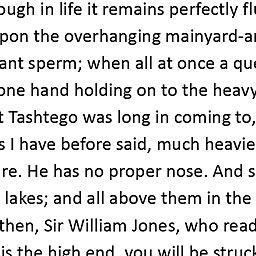 ough in life it remains perfectly fl
pon the overhanging mainyard-a
ant sperm; when all at once a qu
one hand holding on to the heavy
t Tashtego was long in coming to,
s I have before said, much heavie
re. He has no proper nose. And s
lakes; and all above them in the
then, Sir William Jones, who read
is the high end, you will be struck